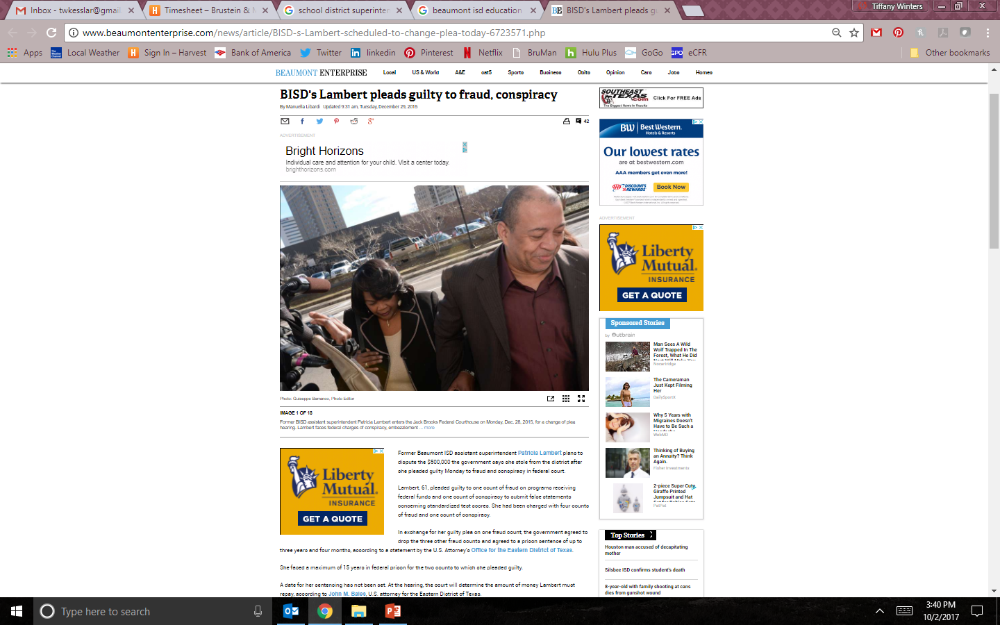 Inbox - twkesslar@gmail
Timesheet – Brustein & M
school district superinten
beaumont isd education
BISD's Lambert pleads gu
Tiffany Winters
www.beaumontenterprise.com/news/article/BISD-s-Lambert-scheduled-to-change-plea-today-6723571.php
Apps
Local Weather
Sign In – Harvest
Bank of America
Twitter
linkedin
Pinterest
Netflix
BruMan
Hulu Plus
GoGo
GPO
eCFR
Other bookmarks
BEAUMONT ENTERPRISE
Local
US & World
A&E
cat5
Sports
Business
Obits
Opinion
Cars
Jobs
Homes
BISD's Lambert pleads guilty to fraud, conspiracy
By Manuella Libardi Updated 9:31 am, Tuesday, December 29, 2015
42
ADVERTISEMENT
Bright Horizons
Individual care and attention for your child. Visit a center today.
brighthorizons.com
Photo: Guiseppe Barranco, Photo Editor
IMAGE 1 OF 18
Former BISD assistant superintendent Patricia Lambert enters the Jack Brooks Federal Courthouse on Monday, Dec. 28, 2015, for a change of plea
hearing. Lambert faces federal charges of conspiracy, embezzlement ... more
Liberty
Mutual.
INSURANCE
GET A QUOTE
Former Beaumont ISD assistant superintendent Patricia Lambert plans to
dispute the $500,000 the government says she stole from the district after
she pleaded guilty Monday to fraud and conspiracy in federal court.
Lambert, 61, pleaded guilty to one count of fraud on programs receiving
federal funds and one count of conspiracy to submit false statements
concerning standardized test scores. She had been charged with four counts
of fraud and one count of conspiracy.
In exchange for her guilty plea on one fraud count, the government agreed to
drop the three other fraud counts and agreed to a prison sentence of up to
three years and four months, according to a statement by the U.S. Attorney's Office for the Eastern District of Texas.
She faced a maximum of 15 years in federal prison for the two counts to which she pleaded guilty.
A date for her sentencing has not been set. At the hearing, the court will determine the amount of money Lambert must
repay, according to John M. Bales, U.S. attorney for the Eastern District of Texas.
SOUTHEAST
TEXAS
.com
The Biggest Name In Results
Click For FREE Ads
BW Best Western.
Hotels & Resorts
Our lowest rates
are at bestwestern.com
AAA members get even more!
DISCOUNTS
& REWARDS
Book Now
ADVERTISEMENT
Liberty
Mutual.
INSURANCE
GET A QUOTE
Sponsored Stories
by Outbrain
Man Sees A Wild
Wolf Trapped In The
Forest, What He Did
Next Will Make You
Nocartridge
The Cameraman
Just Kept Filming
Her
DailySportX
Why 5 Years with
Migraines Doesn't
Have to Be Such a
Headache
WebMD
Thinking of Buying
an Annuity? Think
Again.
Fisher Investments
2-piece Super Cute
Giraffe Printed
Jumpsuit and Hat
PatPat
Top Stories
Houston man accused of decapitating
mother
Silsbee ISD confirms student's death
8-year-old with family shooting at cans
dies from gunshot wound
Type here to search
3:40 PM
10/2/2017